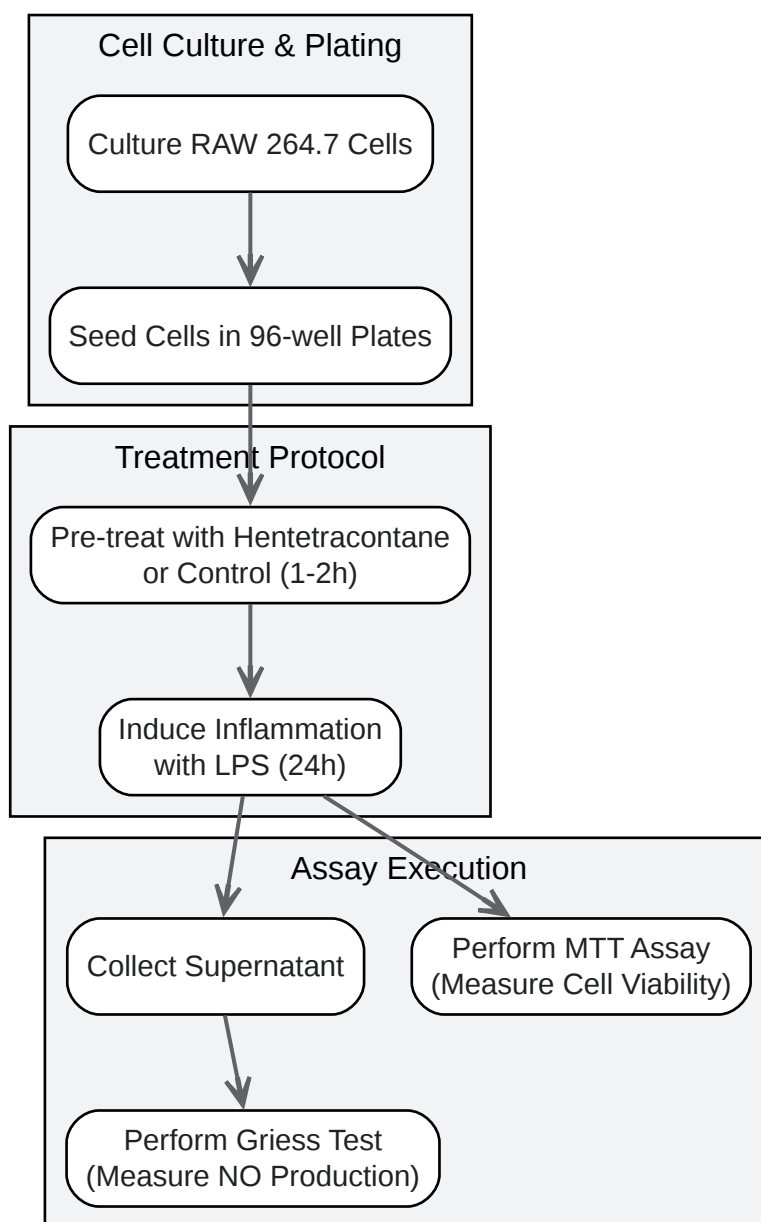 Cell Culture & Plating
Culture RAW 264.7 Cells
Seed Cells in 96-well Plates
Treatment Protocol
Pre-treat with Hentetracontane
or Control (1-2h)
Induce Inflammation
with LPS (24h)
Assay Execution
Collect Supernatant
Perform MTT Assay
(Measure Cell Viability)
Perform Griess Test
(Measure NO Production)